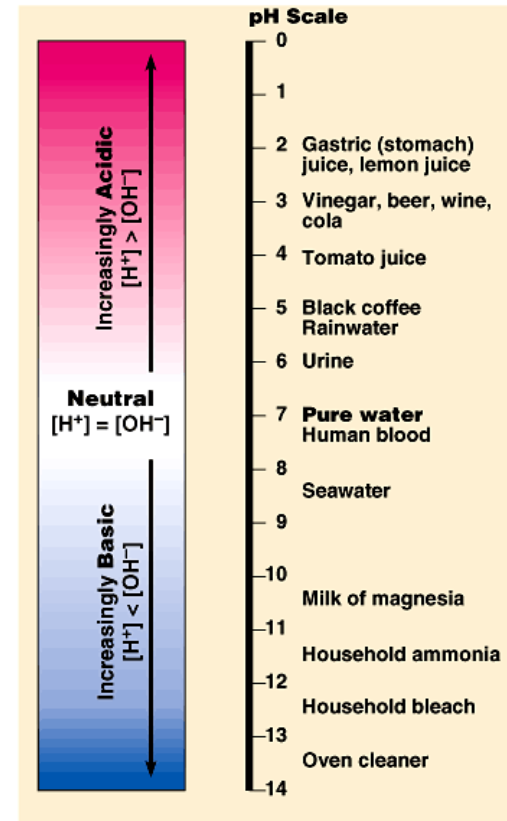 pH Scale
0
1
2 Gastric (stomach)
juice, lemon juice
3 Vinegar, beer, wine,
cola
4 Tomato juice
5 Black coffee
Rainwater
6 Urine
7 Pure water
Human blood
8
Seawater
9
10
Milk of magnesia
11
Household ammonia
12
Household bleach
13
Oven cleaner
14
Increasingly Acidic
[H⁺] > [OH⁻]
Neutral
[H⁺] = [OH⁻]
Increasingly Basic
[H⁺] < [OH⁻]